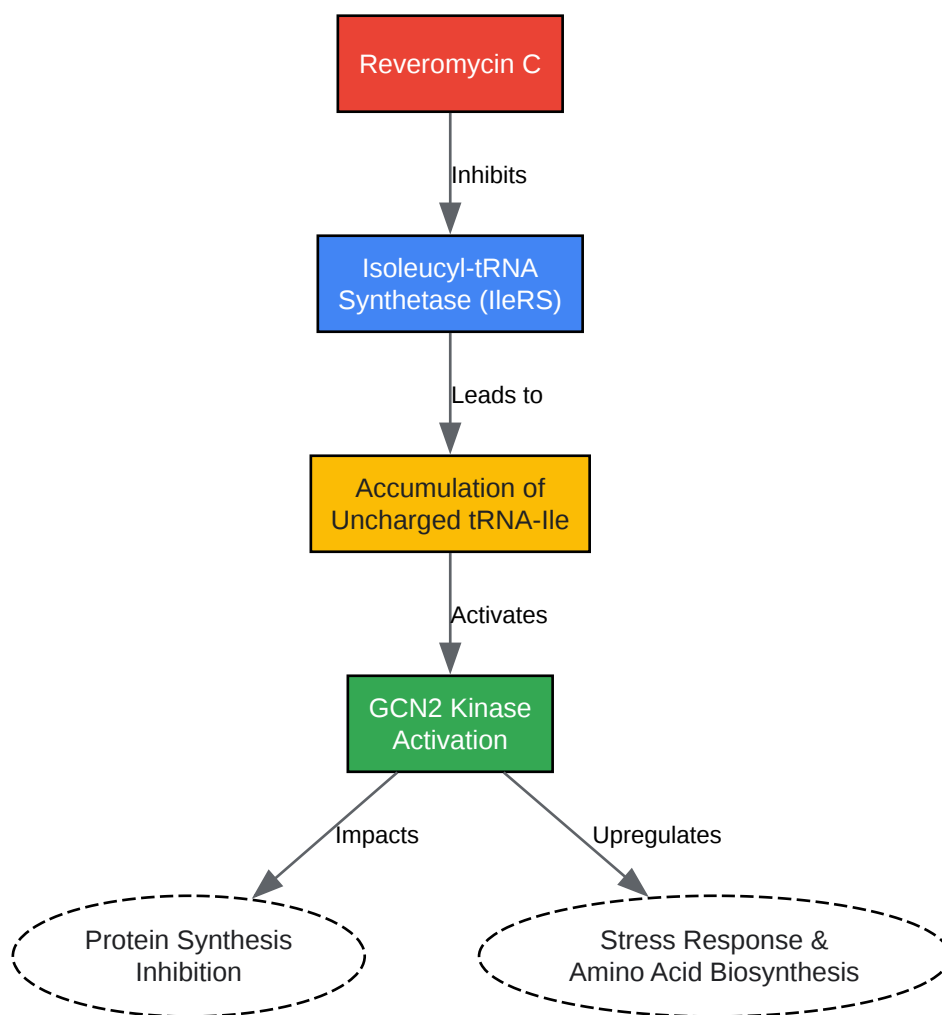 Reveromycin C
Inhibits
Isoleucyl-tRNA
Synthetase (IleRS)
Leads to
Accumulation of
Uncharged tRNA-Ile
Activates
GCN2 Kinase
Activation
Impacts
Upregulates
Protein Synthesis
Inhibition
Stress Response &
Amino Acid Biosynthesis